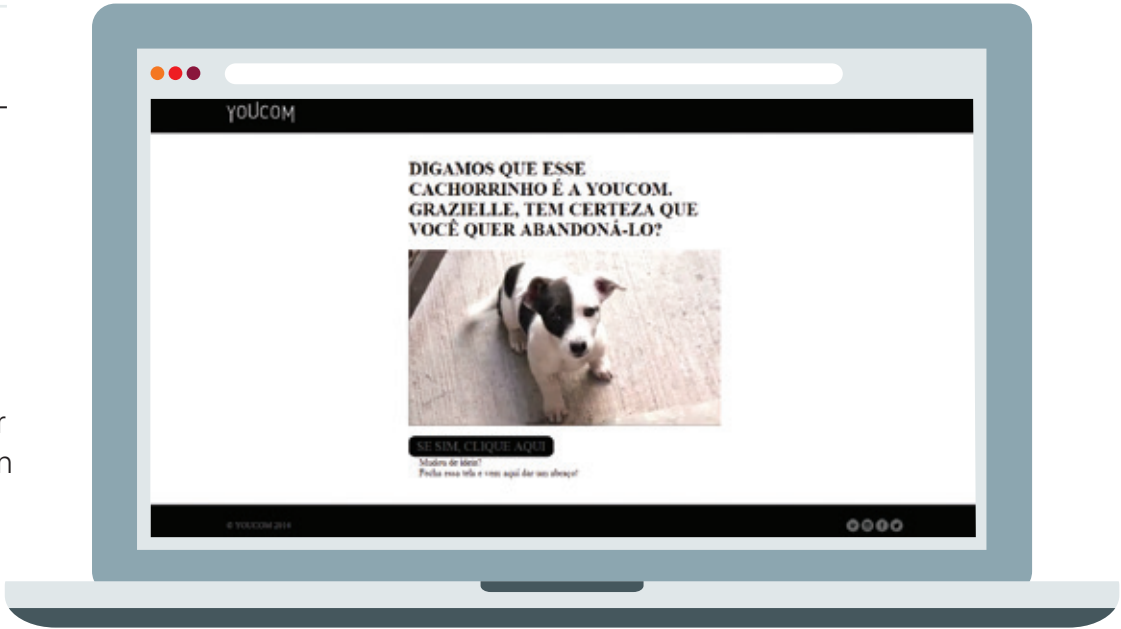 YOUCOM
DIGAMOS QUE ESSE
CACHORRINHO É A YOUCOM.
GRAZIELLE, TEM CERTEZA QUE
VOCÊ QUER ABANDONÁ-LO?
SE SIM, CLIQUE AQUI
Mudou de ideia?
Fecha essa tela e vem aqui dar um abraço!
© YOUCOM 2014
r
n